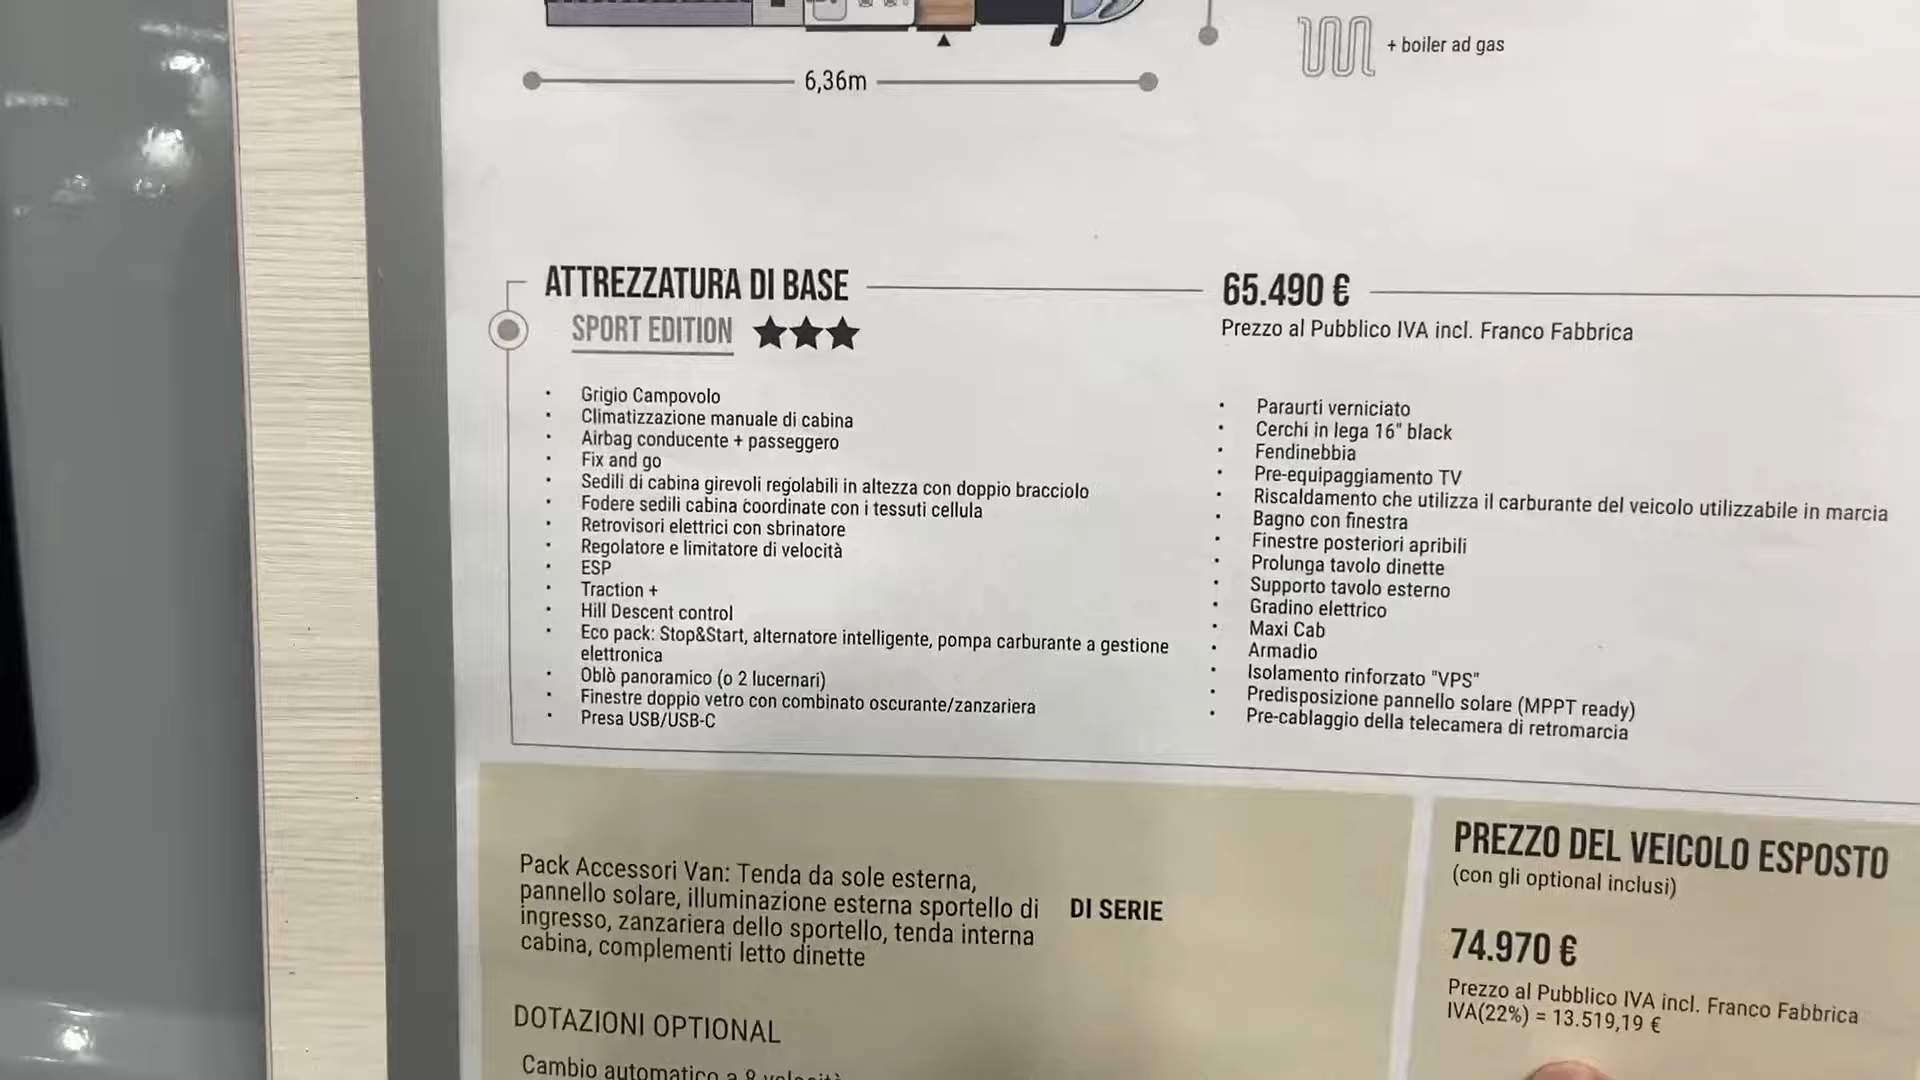 + boiler ad gas
6,36m
ATTREZZATURA DI BASE
SPORT EDITION ★★★
65.490 €
Prezzo al Pubblico IVA incl. Franco Fabbrica
• Grigio Campovolo
• Climatizzazione manuale di cabina
• Airbag conducente + passeggero
• Fix and go
• Sedili di cabina girevoli regolabili in altezza con doppio bracciolo
• Fodere sedili cabina coordinate con i tessuti cellula
• Retrovisori elettrici con sbrinatore
• Regolatore e limitatore di velocità
• ESP
• Traction +
• Hill Descent control
• Eco pack: Stop&Start, alternatore intelligente, pompa carburante a gestione
elettronica
• Oblò panoramico (o 2 lucernari)
• Finestre doppio vetro con combinato oscurante/zanzariera
• Presa USB/USB-C
• Paraurti verniciato
• Cerchi in lega 16" black
• Fendinebbia
• Pre-equipaggiamento TV
• Riscaldamento che utilizza il carburante del veicolo utilizzabile in marcia
• Bagno con finestra
• Finestre posteriori apribili
• Prolunga tavolo dinette
• Supporto tavolo esterno
• Gradino elettrico
• Maxi Cab
• Armadio
• Isolamento rinforzato "VPS"
• Predisposizione pannello solare (MPPT ready)
• Pre-cablaggio della telecamera di retromarcia
Pack Accessori Van: Tenda da sole esterna,
pannello solare, illuminazione esterna sportello di
ingresso, zanzariera dello sportello, tenda interna
cabina, complementi letto dinette
DI SERIE
DOTAZIONI OPTIONAL
Cambio automatico a 8 velocità
PREZZO DEL VEICOLO ESPOSTO
(con gli optional inclusi)
74.970 €
Prezzo al Pubblico IVA incl. Franco Fabbrica
IVA(22%) = 13.519,19 €